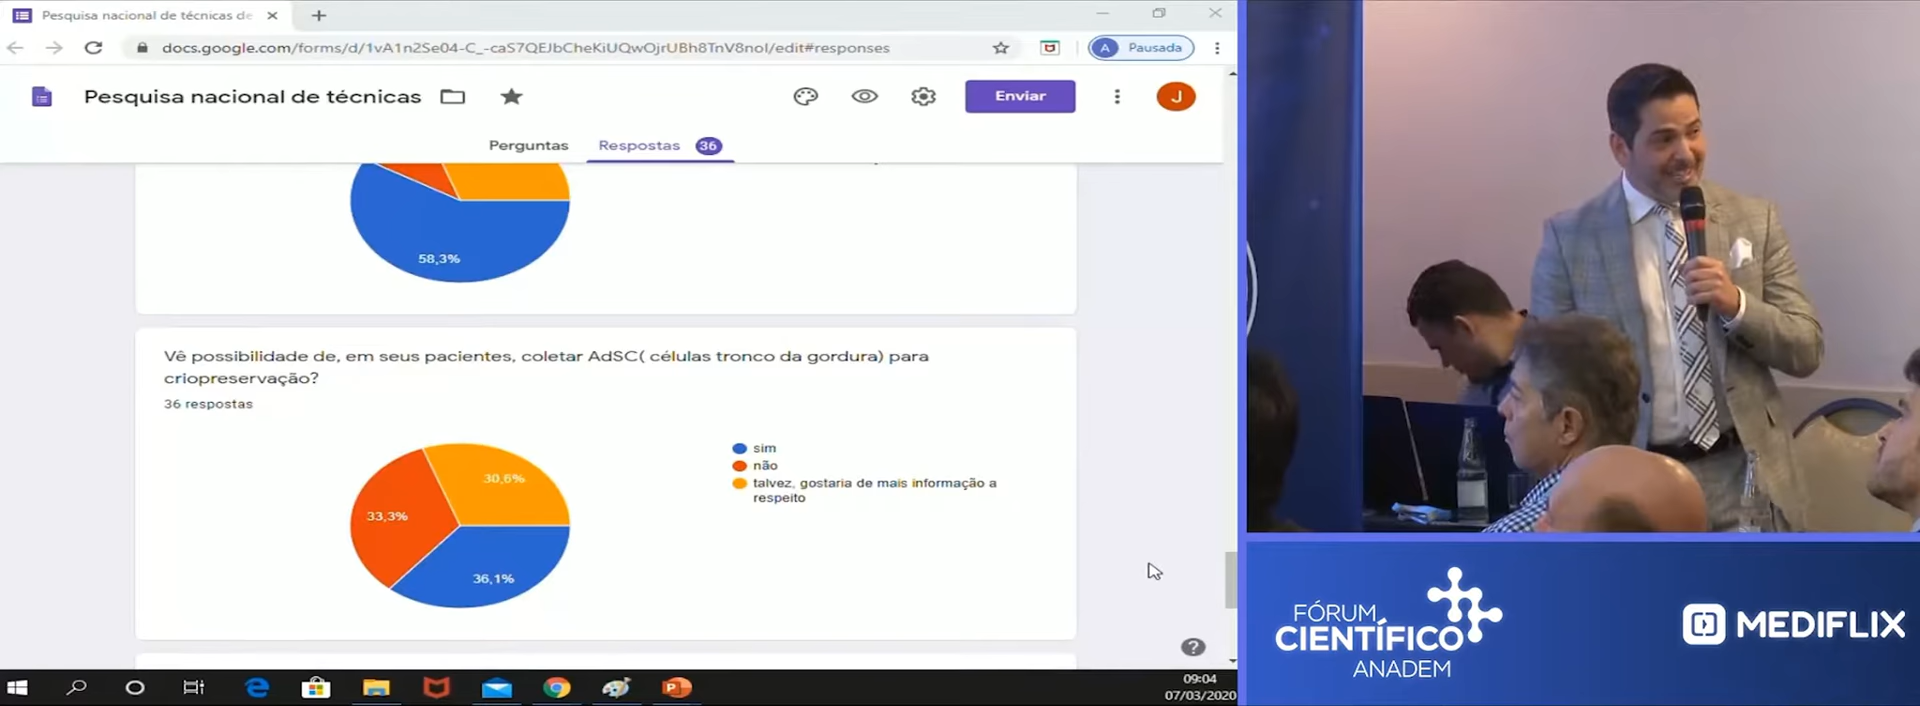 Pesquisa nacional de técnicas de
docs.google.com/forms/d/1vA1n2Se04-C_-caS7QEJbCheKiUQwOjrUBh8TnV8noI/edit#responses
A Pausada
Pesquisa nacional de técnicas
Enviar
J
Perguntas
Respostas 36
58,3%
Vê possibilidade de, em seus pacientes, coletar AdSC( células tronco da gordura) para
criopreservação?
36 respostas
30,6%
33,3%
36,1%
sim
não
talvez, gostaria de mais informação a
respeito
09:04
07/03/2020
FÓRUM
CIENTÍFICO
ANADEM
MEDIFLIX